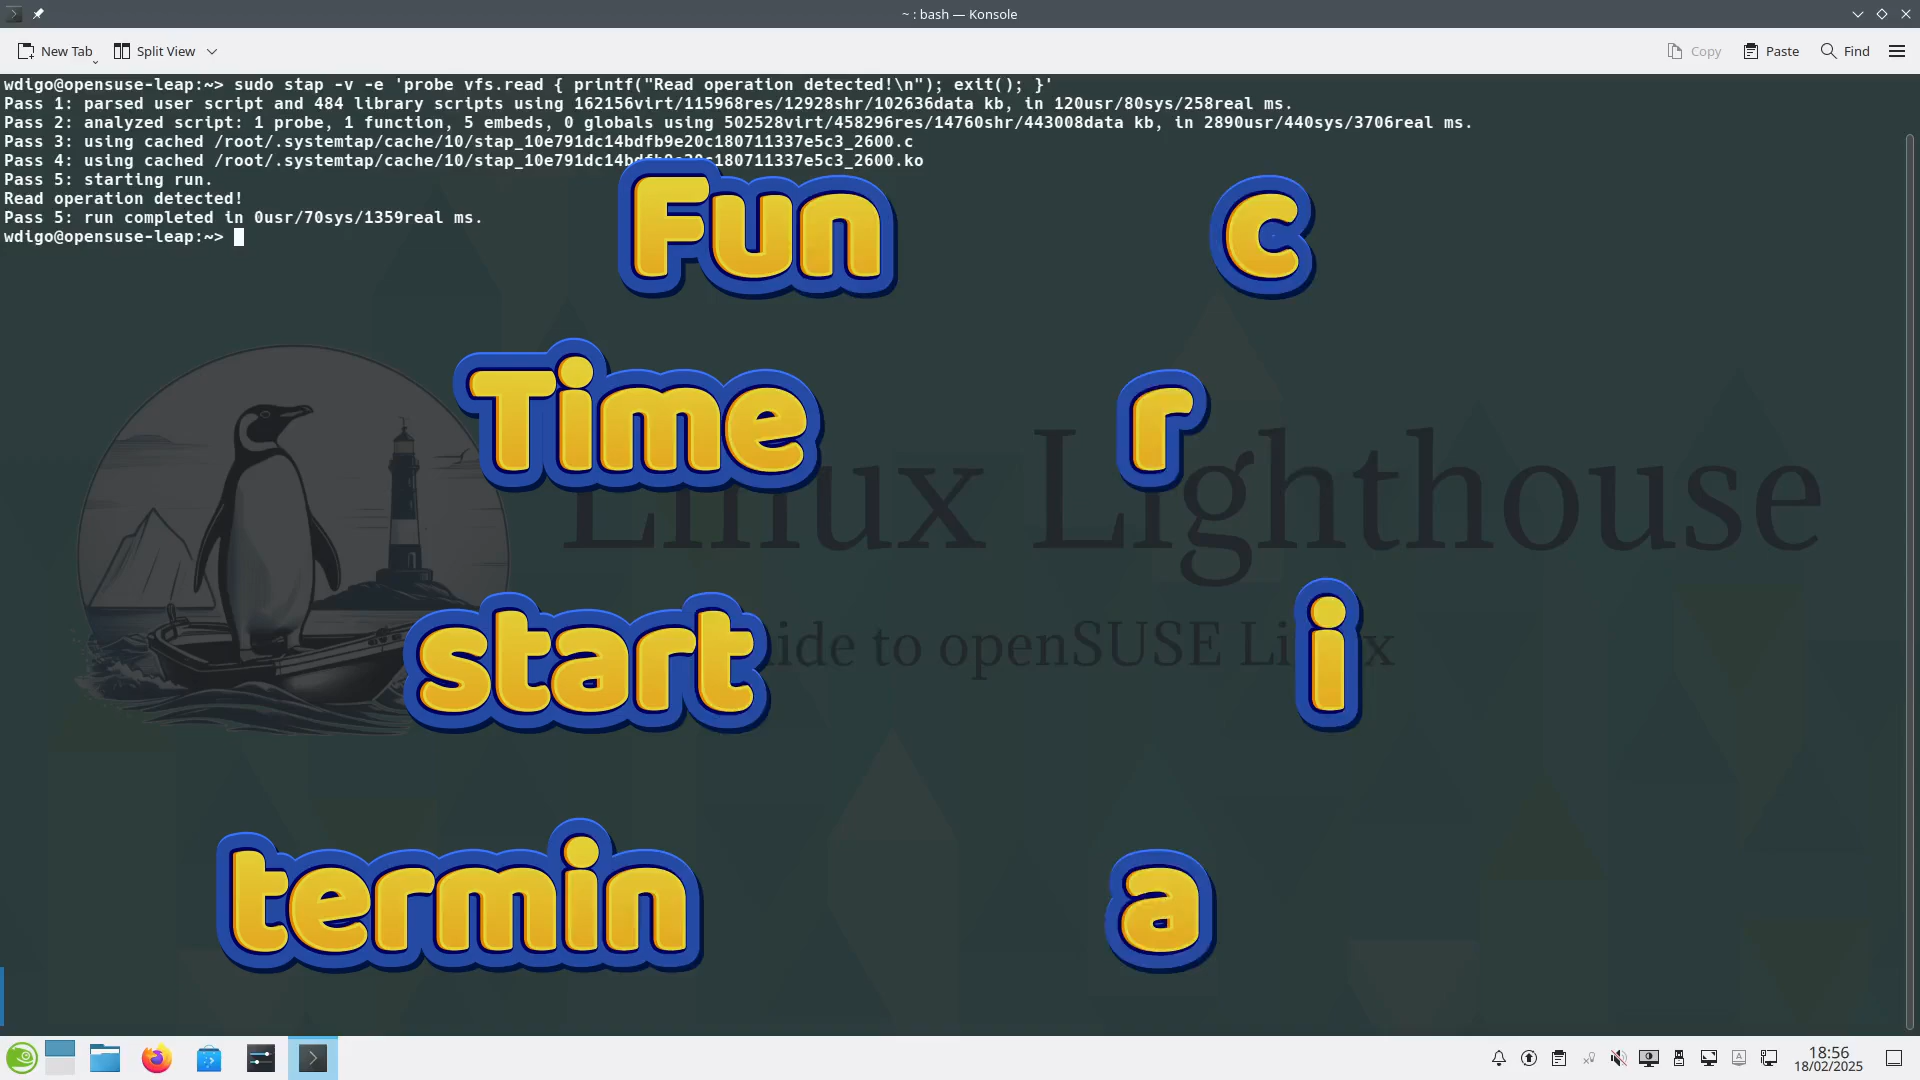 ~ : bash — Konsole
New Tab Split View Copy Paste Find
wdigo@opensuse-leap:~> sudo stap -v -e 'probe vfs.read { printf("Read operation detected!\n"); exit(); }'
Pass 1: parsed user script and 484 library scripts using 162156virt/115968res/12928shr/102636data kb, in 120usr/80sys/258real ms.
Pass 2: analyzed script: 1 probe, 1 function, 5 embeds, 0 globals using 502528virt/458296res/14760shr/443008data kb, in 2890usr/440sys/3706real ms.
Pass 3: using cached /root/.systemtap/cache/10/stap_10e791dc14bdfb9e20c180711337e5c3_2600.c
Pass 4: using cached /root/.systemtap/cache/10/stap_10e791dc14bdfb9e20c180711337e5c3_2600.ko
Pass 5: starting run.
Read operation detected!
Pass 5: run completed in 0usr/70sys/1359real ms.
wdigo@opensuse-leap:~>
Fun c
Time r
Linux Lighthouse
start i
to openSUSE
termin a
18:56
18/02/2025